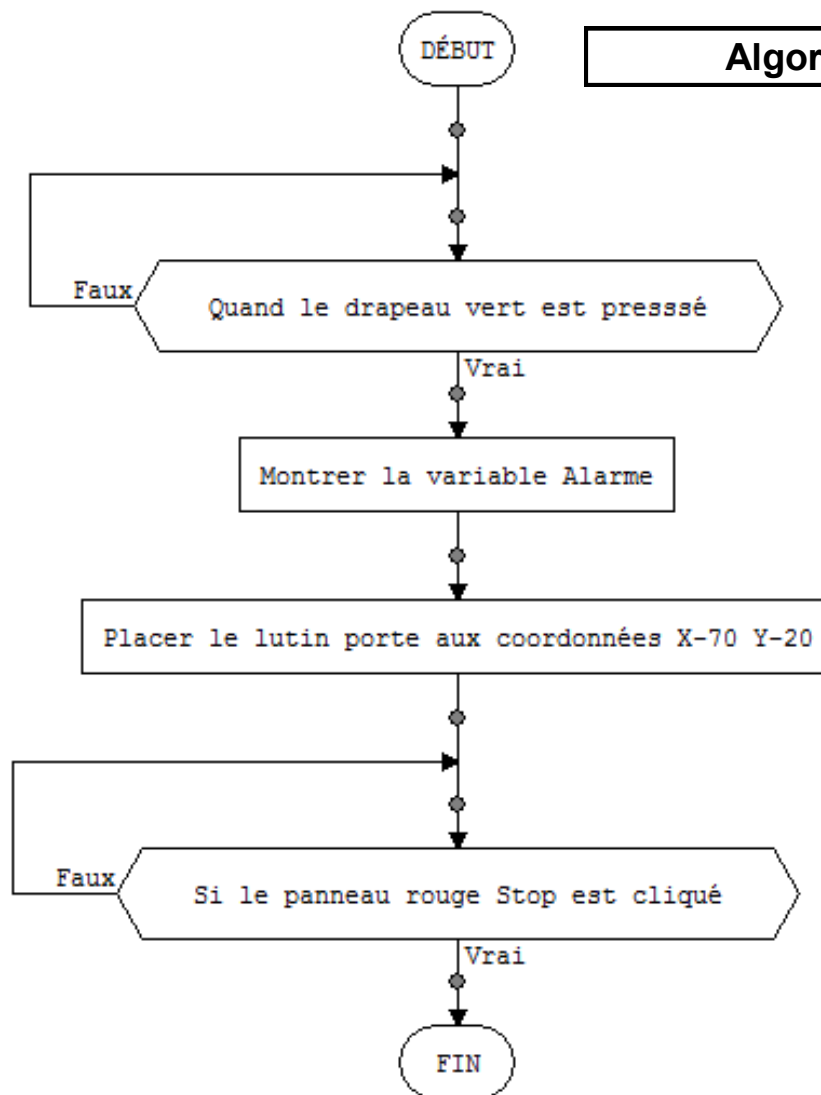 DÉBUT
Algor
Faux
Quand le drapeau vert est presssé
Vrai
Montrer la variable Alarme
Placer le lutin porte aux coordonnées X-70 Y-20
Faux
Si le panneau rouge Stop est cliqué
Vrai
FIN